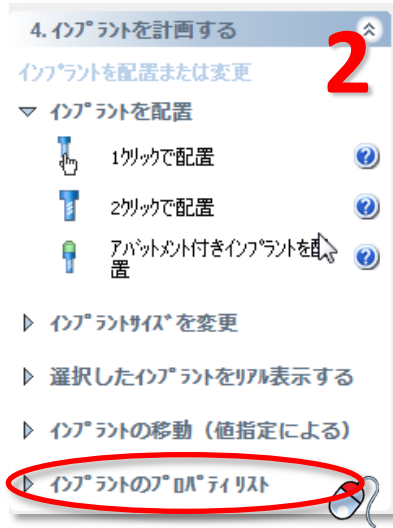 4. ｲﾝﾌﾟﾗﾝﾄを計画する
2
ｲﾝﾌﾟﾗﾝﾄを配置または変更
ｲﾝﾌﾟﾗﾝﾄを配置
1ｸﾘｯｸで配置
2ｸﾘｯｸで配置
ｱﾊﾞｯﾄﾒﾝﾄ付きｲﾝﾌﾟﾗﾝﾄを配
置
ｲﾝﾌﾟﾗﾝﾄｻｲｽﾞを変更
選択したｲﾝﾌﾟﾗﾝﾄをﾘｱﾙ表示する
ｲﾝﾌﾟﾗﾝﾄの移動（値指定による）
ｲﾝﾌﾟﾗﾝﾄのﾌﾟﾛﾊﾟﾃｨ ﾘｽﾄ